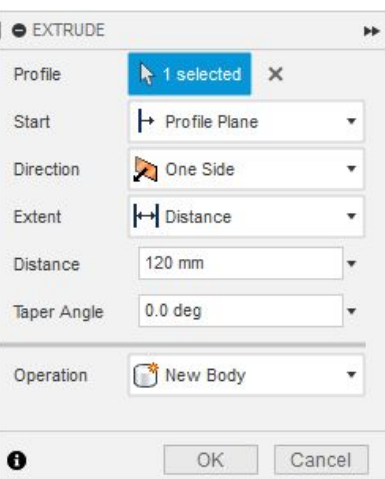 EXTRUDE
Profile 1 selected
Start Profile Plane
Direction One Side
Extent Distance
Distance 120 mm
Taper Angle 0.0 deg
Operation New Body
OK Cancel